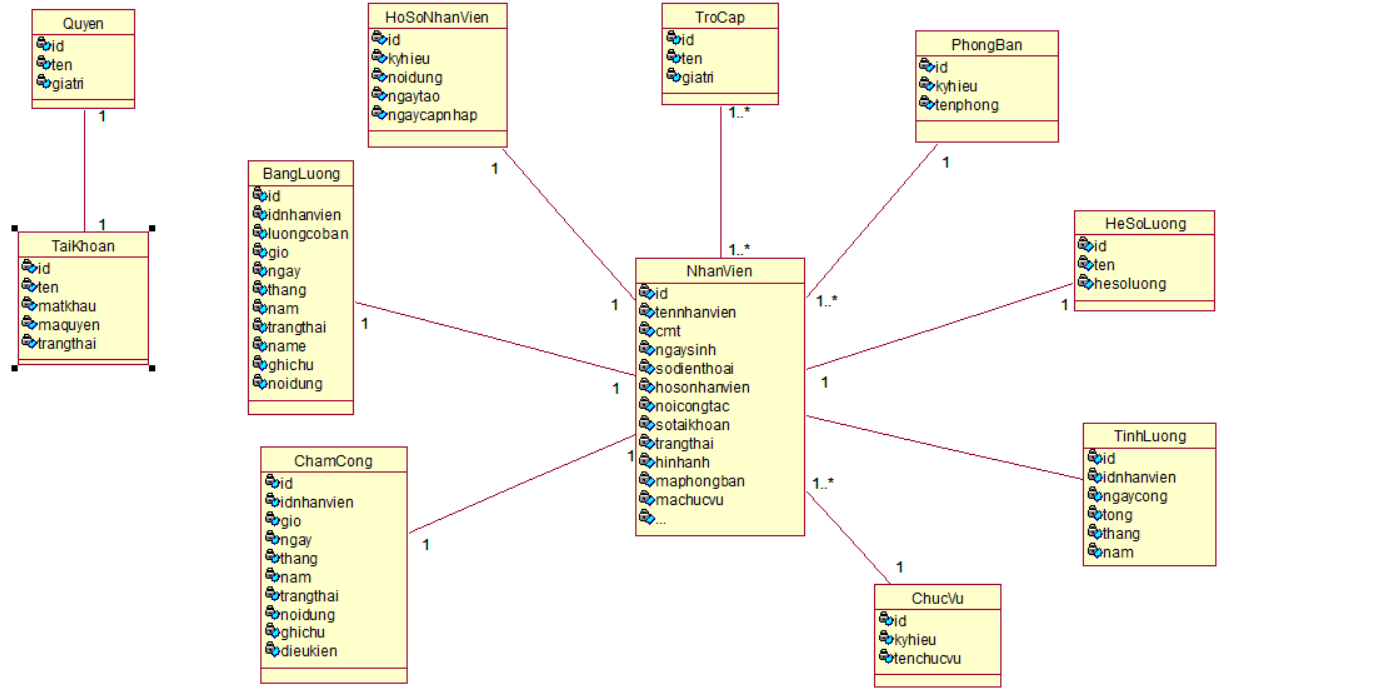 Quyen
id
ten
giatri
1
1
TaiKhoan
id
ten
matkhau
maquyen
trangthai
HoSoNhanVien
id
kyhieu
noidung
ngaytao
ngaycapnhap
1
1
TroCap
id
ten
giatri
1..*
1..*
PhongBan
id
kyhieu
tenphong
1
1..*
BangLuong
id
idnhanvien
luongcoban
gio
ngay
thang
nam
trangthai
name
ghichu
noidung
1
1
NhanVien
id
tennhanvien
cmt
ngaysinh
sodienthoai
hosonhanvien
noicongtac
sotaikhoan
trangthai
hinhanh
maphongban
machucvu
...
HeSoLuong
id
ten
hesoluong
1
1
ChamCong
id
idnhanvien
gio
ngay
thang
nam
trangthai
noidung
ghichu
dieukien
1
1
TinhLuong
id
idnhanvien
ngaycong
tong
thang
nam
1..*
1
ChucVu
id
kyhieu
tenchucvu